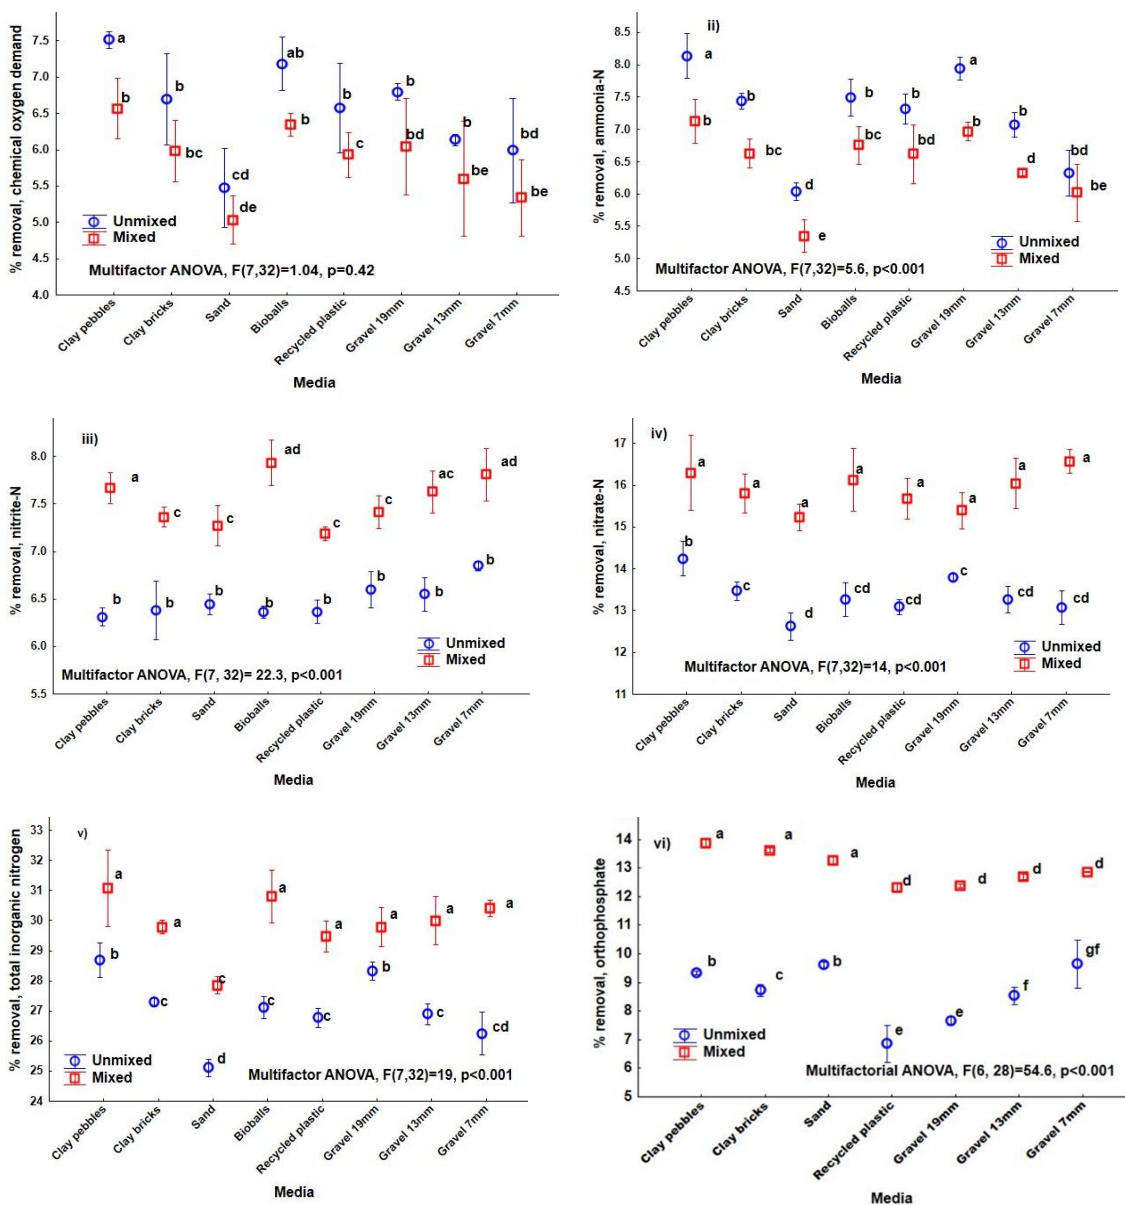 % removal, chemical oxygen demand
7.5
7.0
6.5
6.0
5.5
5.0
4.5
4.0
a
b
b
bc
cd
de
ab
b
b
c
b
bd
b
be
bd
be
Unmixed
Mixed
Multifactor ANOVA, F(7,32)=1.04, p=0.42
Clay pebbles
Clay bricks
Sand
Bioballs
Recycled plastic
Gravel 19mm
Gravel 13mm
Gravel 7mm
Media
ii)
% removal, ammonia-N
8.5
8.0
7.5
7.0
6.5
6.0
5.5
5.0
4.5
a
b
b
bc
d
e
b
bc
b
bd
a
b
b
d
bd
be
Unmixed
Mixed
Multifactor ANOVA, F(7,32)=5.6, p<0.001
Clay pebbles
Clay bricks
Sand
Bioballs
Recycled plastic
Gravel 19mm
Gravel 13mm
Gravel 7mm
Media
iii)
% removal, nitrite-N
8.0
7.5
7.0
6.5
6.0
5.5
a
b
c
b
c
b
ad
b
c
b
c
b
ac
b
ad
b
Unmixed
Mixed
Multifactor ANOVA, F(7, 32)= 22.3, p<0.001
Clay pebbles
Clay bricks
Sand
Bioballs
Recycled plastic
Gravel 19mm
Gravel 13mm
Gravel 7mm
Media
iv)
% removal, nitrate-N
17
16
15
14
13
12
11
a
b
a
c
a
d
a
cd
a
cd
a
c
a
cd
a
cd
Unmixed
Mixed
Multifactor ANOVA, F(7,32)=14, p<0.001
Clay pebbles
Clay bricks
Sand
Bioballs
Recycled plastic
Gravel 19mm
Gravel 13mm
Gravel 7mm
Media
v)
% removal, total inorganic nitrogen
33
32
31
30
29
28
27
26
25
24
a
b
a
c
c
d
a
c
a
c
a
b
a
c
a
cd
Unmixed
Mixed
Multifactor ANOVA, F(7,32)=19, p<0.001
Clay pebbles
Clay bricks
Sand
Bioballs
Recycled plastic
Gravel 19mm
Gravel 13mm
Gravel 7mm
Media
vi)
% removal, orthophosphate
14
13
12
11
10
9
8
7
6
5
a
b
a
c
a
b
d
e
d
e
d
f
d
gf
Unmixed
Mixed
Multifactorial ANOVA, F(6, 28)=54.6, p<0.001
Clay pebbles
Clay bricks
Sand
Recycled plastic
Gravel 19mm
Gravel 13mm
Gravel 7mm
Media